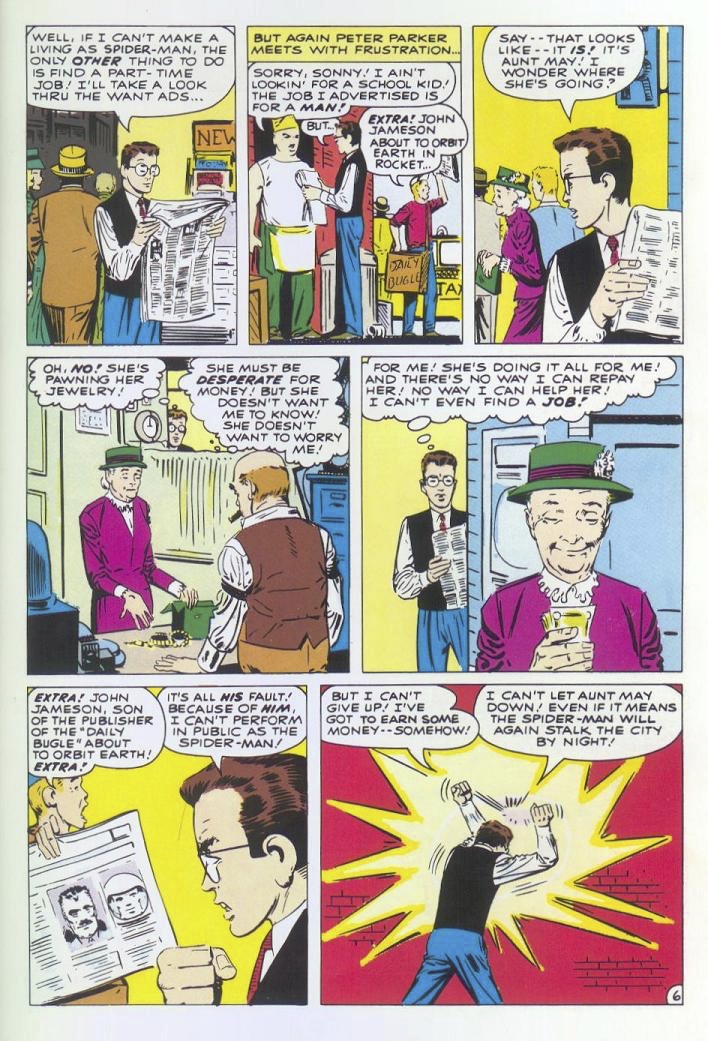 WELL, IF I CAN'T MAKE A
LIVING AS SPIDER-MAN, THE
ONLY OTHER THING TO DO
IS FIND A PART-TIME
JOB! I'LL TAKE A LOOK
THRU THE WANT ADS...
NEW
BUT AGAIN PETER PARKER
MEETS WITH FRUSTRATION...
SORRY, SONNY! I AIN'T
LOOKIN' FOR A SCHOOL KID!
THE JOB I ADVERTISED IS
FOR A MAN!
BUT...
EXTRA! JOHN
JAMESON
ABOUT TO ORBIT
EARTH IN
ROCKET...
DAILY
BUGLE
TAX
SAY--THAT LOOKS
LIKE--IT IS! IT'S
AUNT MAY! I
WONDER WHERE
SHE'S GOING?
OH, NO! SHE'S
PAWNING HER
JEWELRY!
SHE MUST BE
DESPERATE FOR
MONEY! BUT SHE
DOESN'T WANT
ME TO KNOW!
SHE DOESN'T
WANT TO WORRY
ME!
FOR ME! SHE'S DOING IT ALL FOR ME!
AND THERE'S NO WAY I CAN REPAY
HER! NO WAY I CAN HELP HER!
I CAN'T EVEN FIND A JOB!
EXTRA! JOHN
JAMESON, SON
OF THE PUBLISHER
OF THE "DAILY
BUGLE" ABOUT
TO ORBIT EARTH!
EXTRA!
IT'S ALL HIS FAULT!
BECAUSE OF HIM,
I CAN'T PERFORM
IN PUBLIC AS THE
SPIDER-MAN!
BUT I CAN'T
GIVE UP! I'VE
GOT TO EARN SOME
MONEY--SOMEHOW!
I CAN'T LET AUNT MAY
DOWN! EVEN IF IT MEANS
THE SPIDER-MAN WILL
AGAIN STALK THE CITY
BY NIGHT!
6